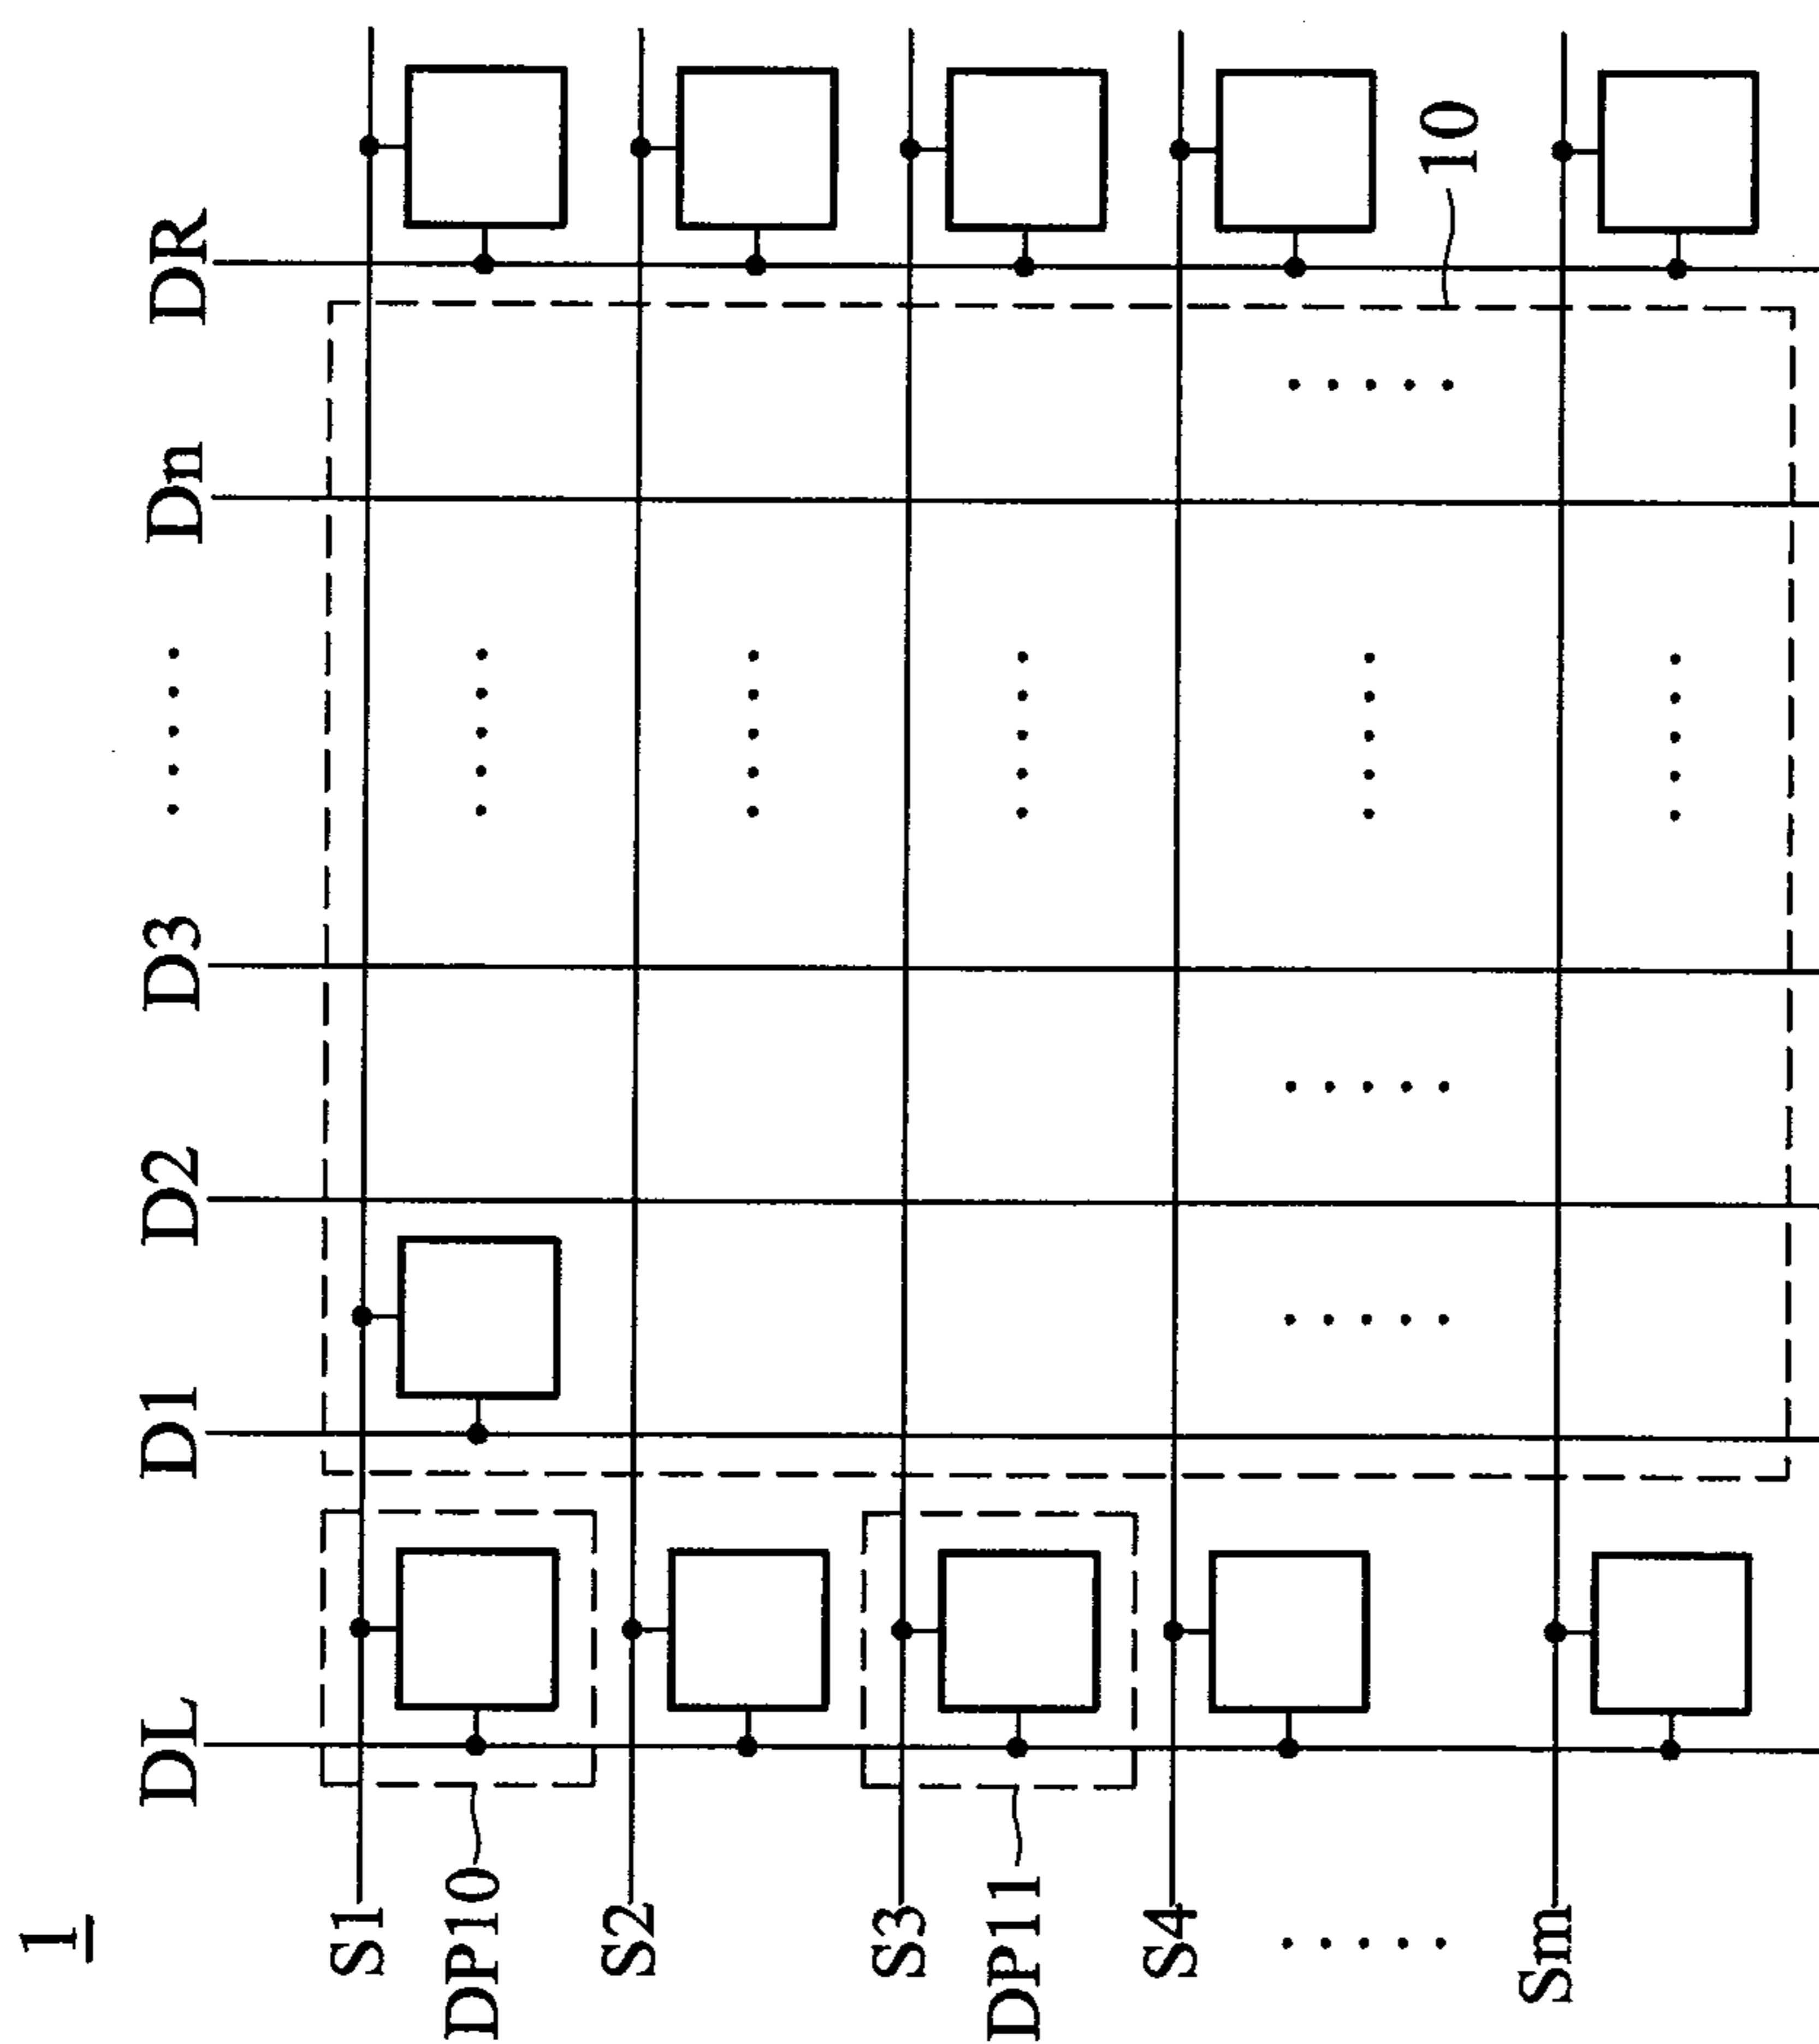 1
DL D1 D2 D3 ..... Dn DR
S1
DP10
S2
S3
DP11
S4
.....
Sm
10